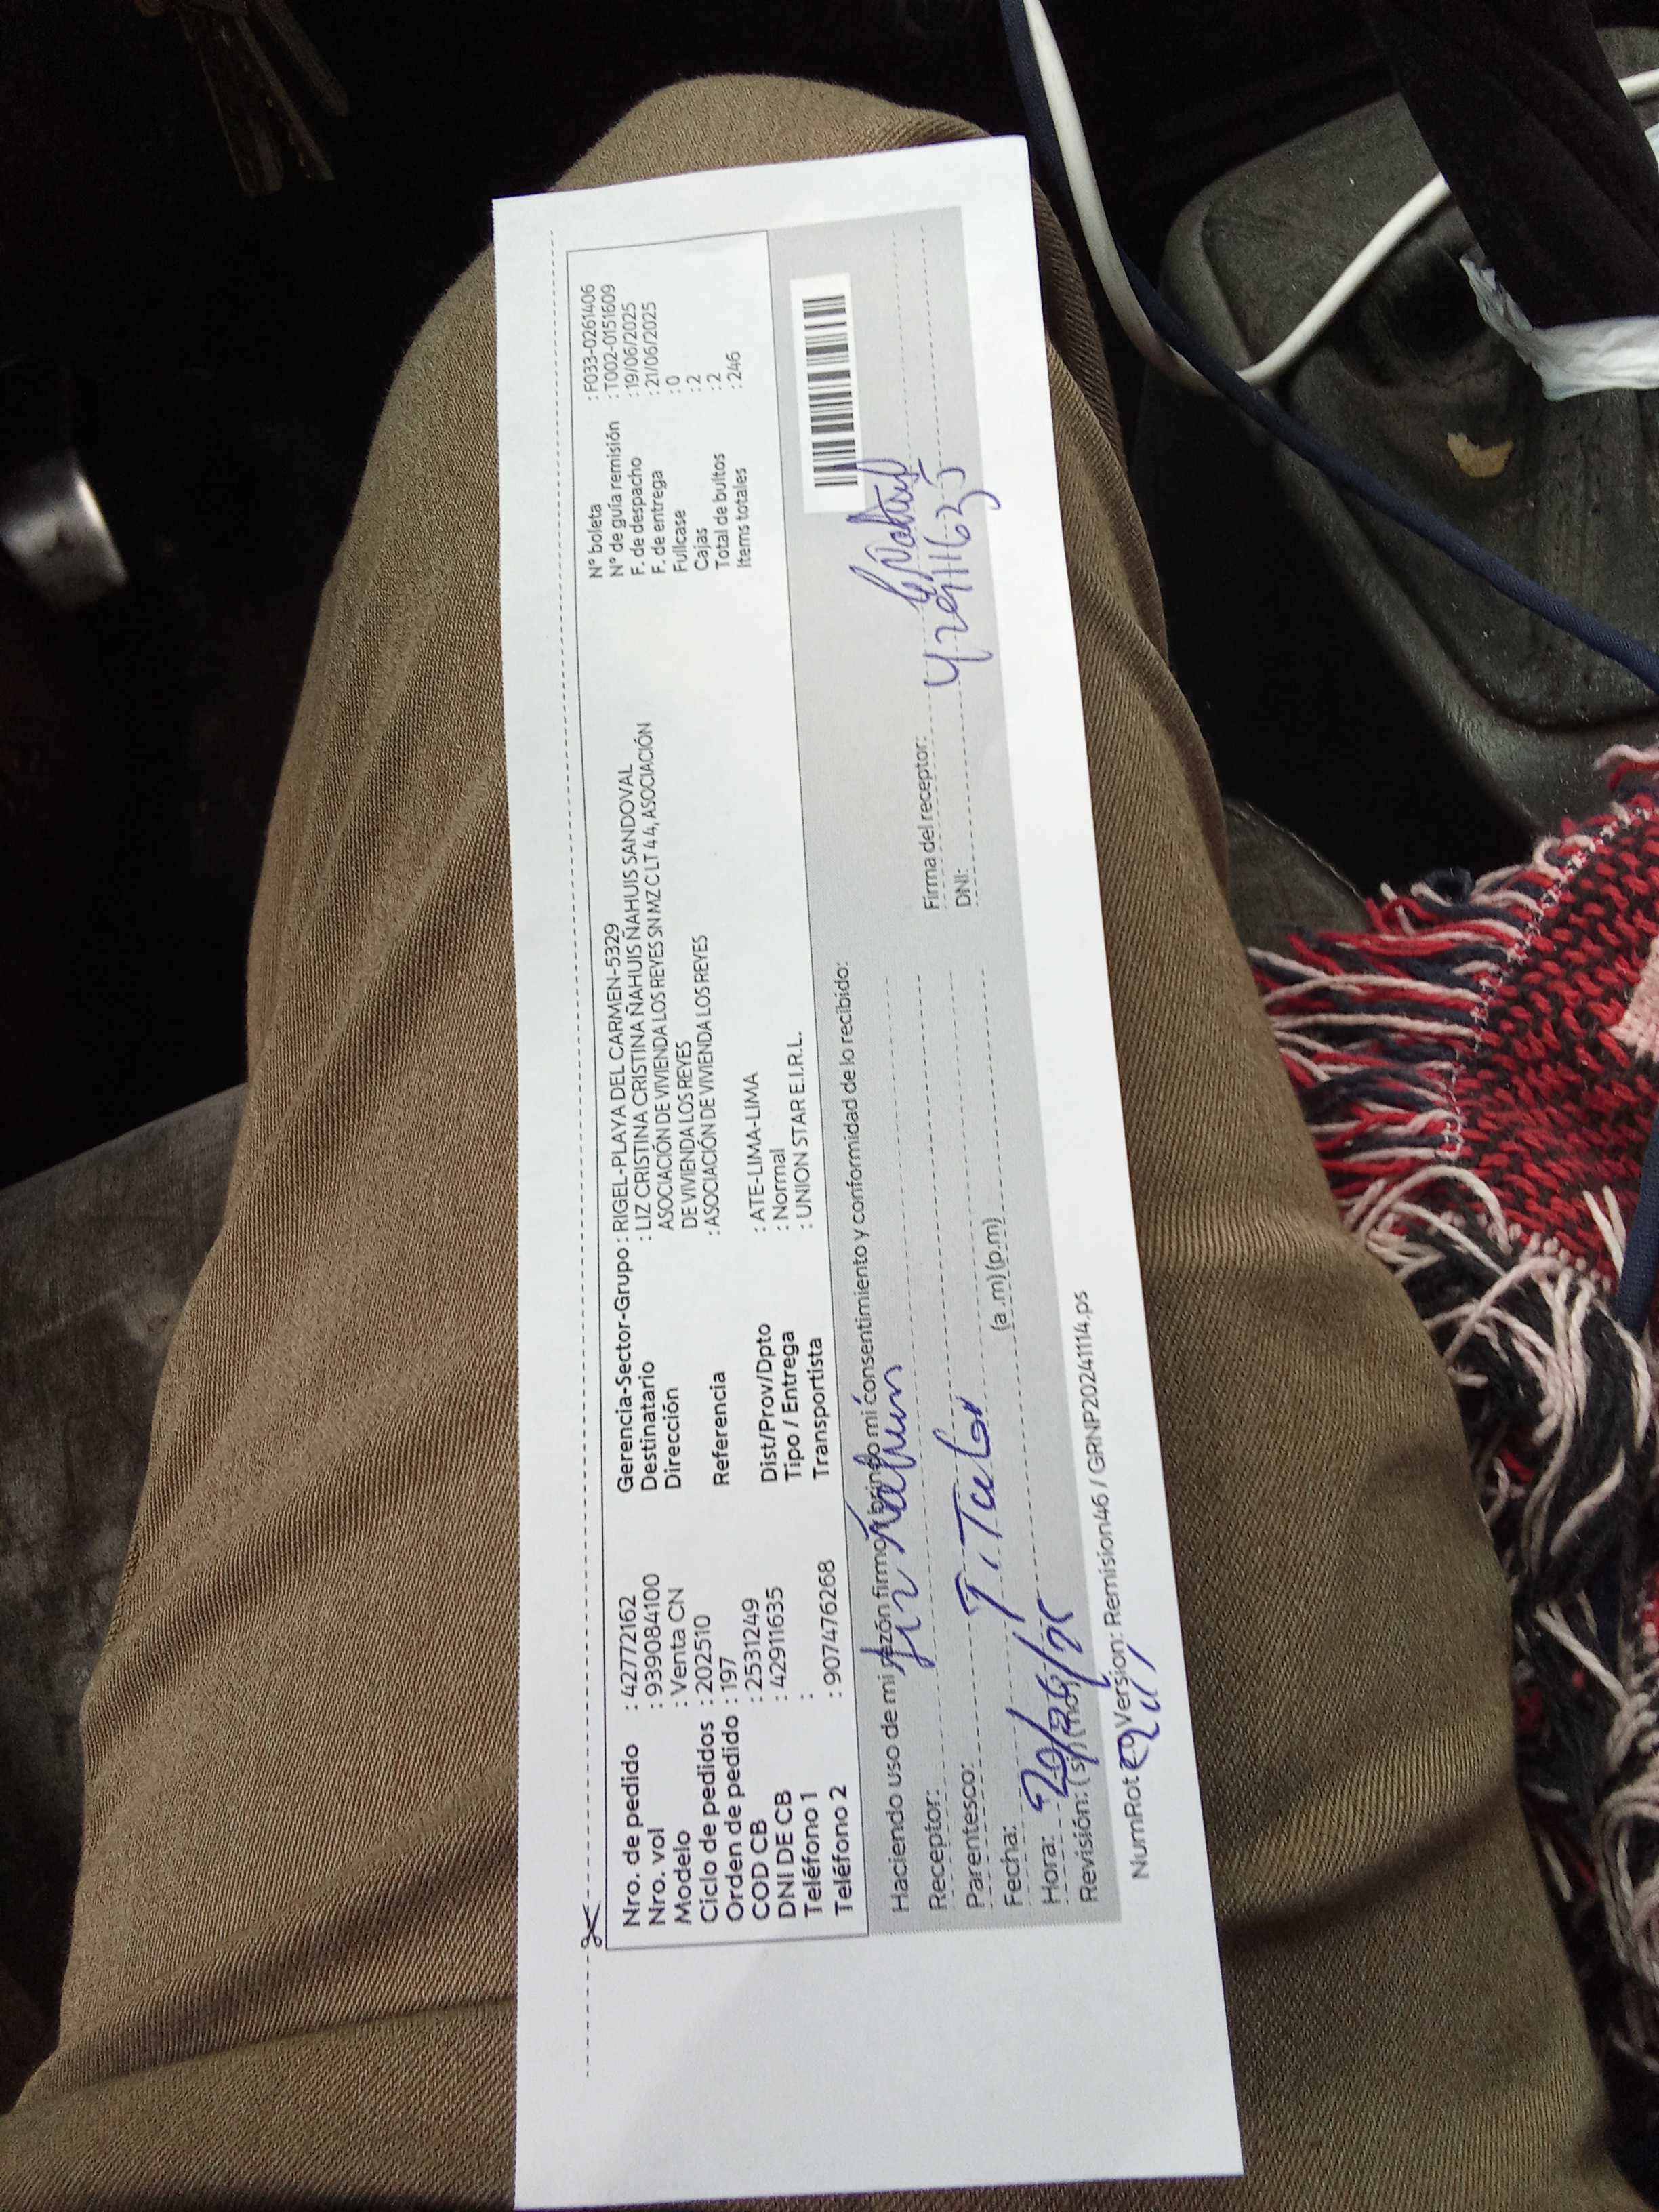 Nro. de pedido : 42772162
Nro. vol : 939084100
Modelo : Venta CN
Ciclo de pedidos : 202510
Orden de pedido : 197
COD CB : 2531249
DNI DE CB : 42911635
Teléfono 1 :
Teléfono 2 : 907476268
Gerencia-Sector-Grupo : RIGEL-PLAYA DEL CARMEN-5329
Destinatario : LIZ CRISTINA CRISTINA ÑAHUIS ÑAHUIS SANDOVAL
Dirección ASOCIACIÓN DE VIVIENDA LOS REYES SN MZ C LT 4 4, ASOCIACIÓN
DE VIVIENDA LOS REYES
Referencia : ASOCIACIÓN DE VIVIENDA LOS REYES
Dist/Prov/Dpto : ATE-LIMA-LIMA
Tipo / Entrega : Normal
Transportista : UNION STAR E.I.R.L.
N° boleta : F033-0261406
N° de guía remisión : T002-0151609
F. de despacho : 19/06/2025
F. de entrega : 21/06/2025
Fullcase : 0
Cajas : 2
Total de bultos : 2
Items totales : 246
Haciendo uso de mi razón firmo y brindo mi consentimiento y conformidad de lo recibido:
Receptor:
Parentesco: Titular
Fecha:
Hora: (a.m) (p.m)
Revisión: (si) (no)
Firma del receptor:
DNI: 42911635
NumRot Version: Remision46 / GRNP20241114.ps